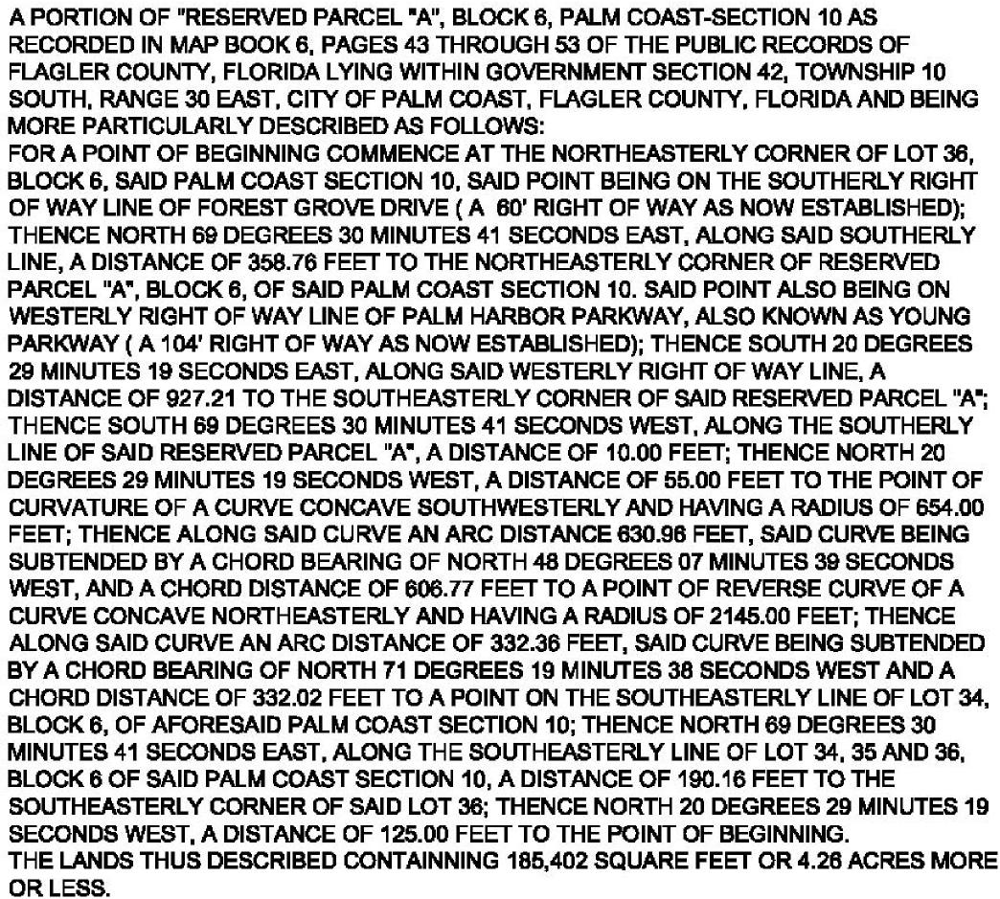 A PORTION OF "RESERVED PARCEL "A", BLOCK 6, PALM COAST-SECTION 10 AS
RECORDED IN MAP BOOK 6, PAGES 43 THROUGH 53 OF THE PUBLIC RECORDS OF
FLAGLER COUNTY, FLORIDA LYING WITHIN GOVERNMENT SECTION 42, TOWNSHIP 10
SOUTH, RANGE 30 EAST, CITY OF PALM COAST, FLAGLER COUNTY, FLORIDA AND BEING
MORE PARTICULARLY DESCRIBED AS FOLLOWS:
FOR A POINT OF BEGINNING COMMENCE AT THE NORTHEASTERLY CORNER OF LOT 36,
BLOCK 6, SAID PALM COAST SECTION 10, SAID POINT BEING ON THE SOUTHERLY RIGHT
OF WAY LINE OF FOREST GROVE DRIVE ( A 60' RIGHT OF WAY AS NOW ESTABLISHED);
THENCE NORTH 69 DEGREES 30 MINUTES 41 SECONDS EAST, ALONG SAID SOUTHERLY
LINE, A DISTANCE OF 358.76 FEET TO THE NORTHEASTERLY CORNER OF RESERVED
PARCEL "A", BLOCK 6, OF SAID PALM COAST SECTION 10. SAID POINT ALSO BEING ON
WESTERLY RIGHT OF WAY LINE OF PALM HARBOR PARKWAY, ALSO KNOWN AS YOUNG
PARKWAY ( A 104' RIGHT OF WAY AS NOW ESTABLISHED); THENCE SOUTH 20 DEGREES
29 MINUTES 19 SECONDS EAST, ALONG SAID WESTERLY RIGHT OF WAY LINE, A
DISTANCE OF 927.21 TO THE SOUTHEASTERLY CORNER OF SAID RESERVED PARCEL "A";
THENCE SOUTH 69 DEGREES 30 MINUTES 41 SECONDS WEST, ALONG THE SOUTHERLY
LINE OF SAID RESERVED PARCEL "A", A DISTANCE OF 10.00 FEET; THENCE NORTH 20
DEGREES 29 MINUTES 19 SECONDS WEST, A DISTANCE OF 55.00 FEET TO THE POINT OF
CURVATURE OF A CURVE CONCAVE SOUTHWESTERLY AND HAVING A RADIUS OF 654.00
FEET; THENCE ALONG SAID CURVE AN ARC DISTANCE 630.96 FEET, SAID CURVE BEING
SUBTENDED BY A CHORD BEARING OF NORTH 48 DEGREES 07 MINUTES 39 SECONDS
WEST, AND A CHORD DISTANCE OF 606.77 FEET TO A POINT OF REVERSE CURVE OF A
CURVE CONCAVE NORTHEASTERLY AND HAVING A RADIUS OF 2145.00 FEET; THENCE
ALONG SAID CURVE AN ARC DISTANCE OF 332.36 FEET, SAID CURVE BEING SUBTENDED
BY A CHORD BEARING OF NORTH 71 DEGREES 19 MINUTES 38 SECONDS WEST AND A
CHORD DISTANCE OF 332.02 FEET TO A POINT ON THE SOUTHEASTERLY LINE OF LOT 34,
BLOCK 6, OF AFORESAID PALM COAST SECTION 10; THENCE NORTH 69 DEGREES 30
MINUTES 41 SECONDS EAST, ALONG THE SOUTHEASTERLY LINE OF LOT 34, 35 AND 36,
BLOCK 6 OF SAID PALM COAST SECTION 10, A DISTANCE OF 190.16 FEET TO THE
SOUTHEASTERLY CORNER OF SAID LOT 36; THENCE NORTH 20 DEGREES 29 MINUTES 19
SECONDS WEST, A DISTANCE OF 125.00 FEET TO THE POINT OF BEGINNING.
THE LANDS THUS DESCRIBED CONTAINNING 185,402 SQUARE FEET OR 4.26 ACRES MORE
OR LESS.